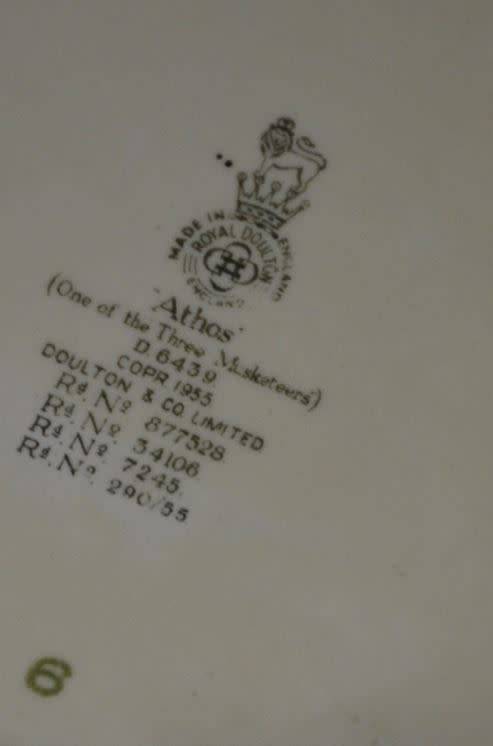 MADE IN ENGLAND
ROYAL DOULTON
ENGLAND
"Athos"
(One of the Three Musketeers)
D. 6439
COPR 1955
DOULTON & CO. LIMITED
Rd. No. 877528.
Rd. No. 34106.
Rd. No. 7245.
Rd. No. 290/55
6